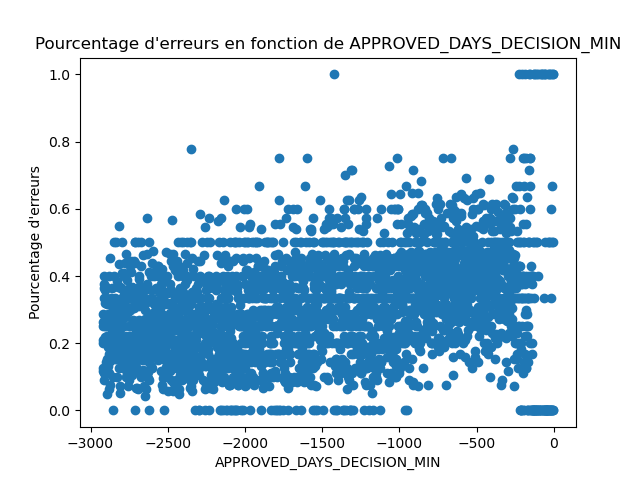 Pourcentage d'erreurs en fonction de APPROVED_DAYS_DECISION_MIN
1.0
0.8
0.6
0.4
0.2
0.0
Pourcentage d'erreurs
−3000 −2500 −2000 −1500 −1000 −500 0
APPROVED_DAYS_DECISION_MIN